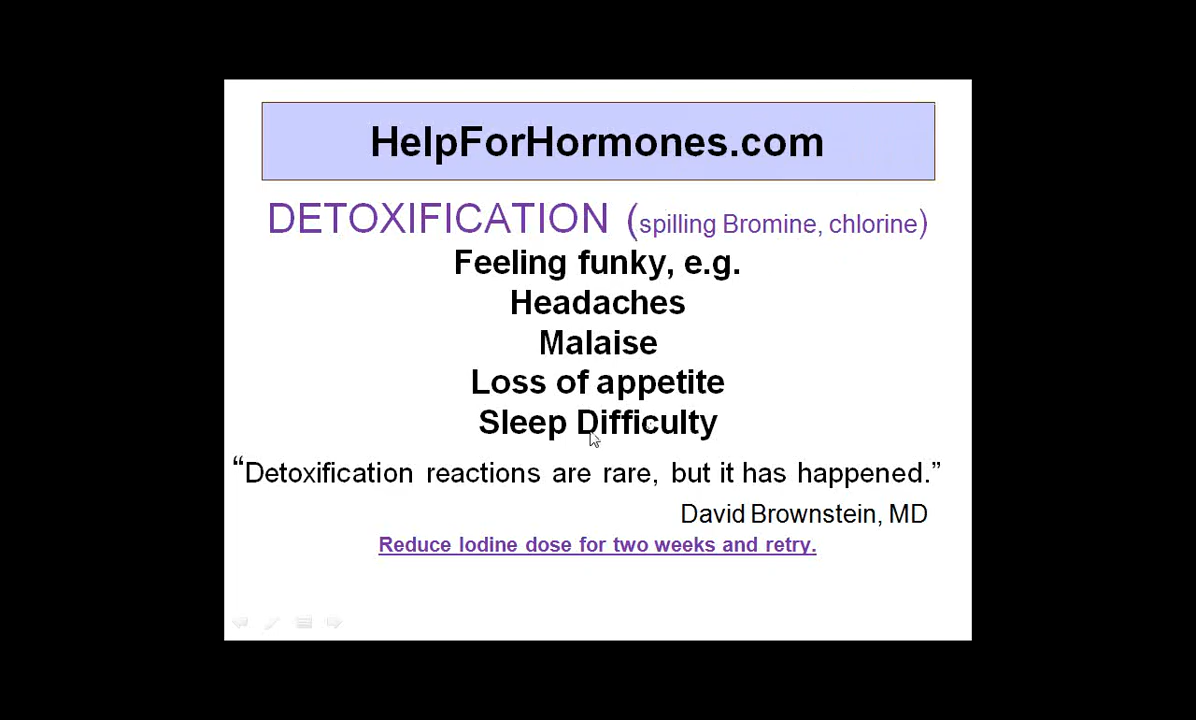 HelpForHormones.com
DETOXIFICATION (spilling Bromine, chlorine)
Feeling funky, e.g.
Headaches
Malaise
Loss of appetite
Sleep Difficulty
“Detoxification reactions are rare, but it has happened.”
David Brownstein, MD
Reduce Iodine dose for two weeks and retry.